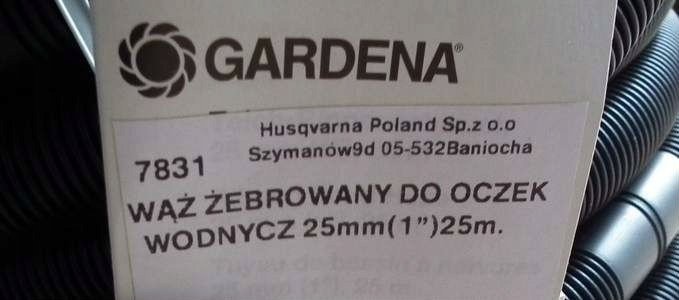 GARDENA®
Husqvarna Poland Sp.z o.o
7831 Szymanów9d 05-532Baniocha
WĄŻ ŻEBROWANY DO OCZEK
WODNYCZ 25mm(1")25m.